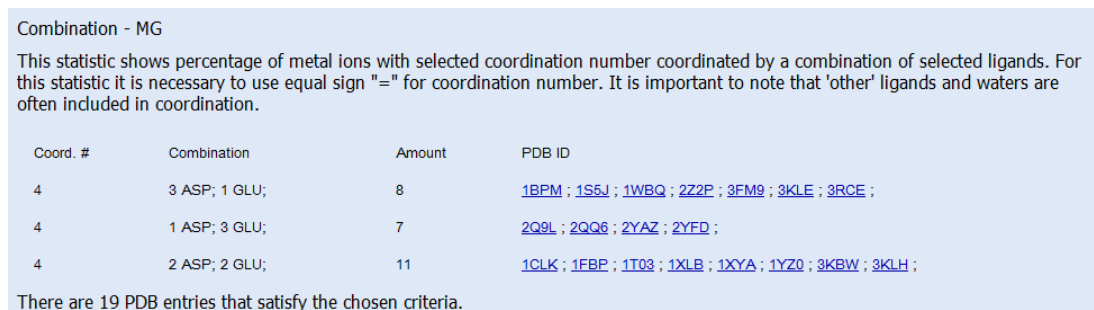 Combination - MG
This statistic shows percentage of metal ions with selected coordination number coordinated by a combination of selected ligands. For
this statistic it is necessary to use equal sign "=" for coordination number. It is important to note that 'other' ligands and waters are
often included in coordination.
Coord. # Combination Amount PDB ID
4 3 ASP; 1 GLU; 8 1BPM ; 1S5J ; 1WBQ ; 2Z2P ; 3FM9 ; 3KLE ; 3RCE ;
4 1 ASP; 3 GLU; 7 2Q9L ; 2QQ6 ; 2YAZ ; 2YFD ;
4 2 ASP; 2 GLU; 11 1CLK ; 1FBP ; 1T03 ; 1XLB ; 1XYA ; 1YZ0 ; 3KBW ; 3KLH ;
There are 19 PDB entries that satisfy the chosen criteria.